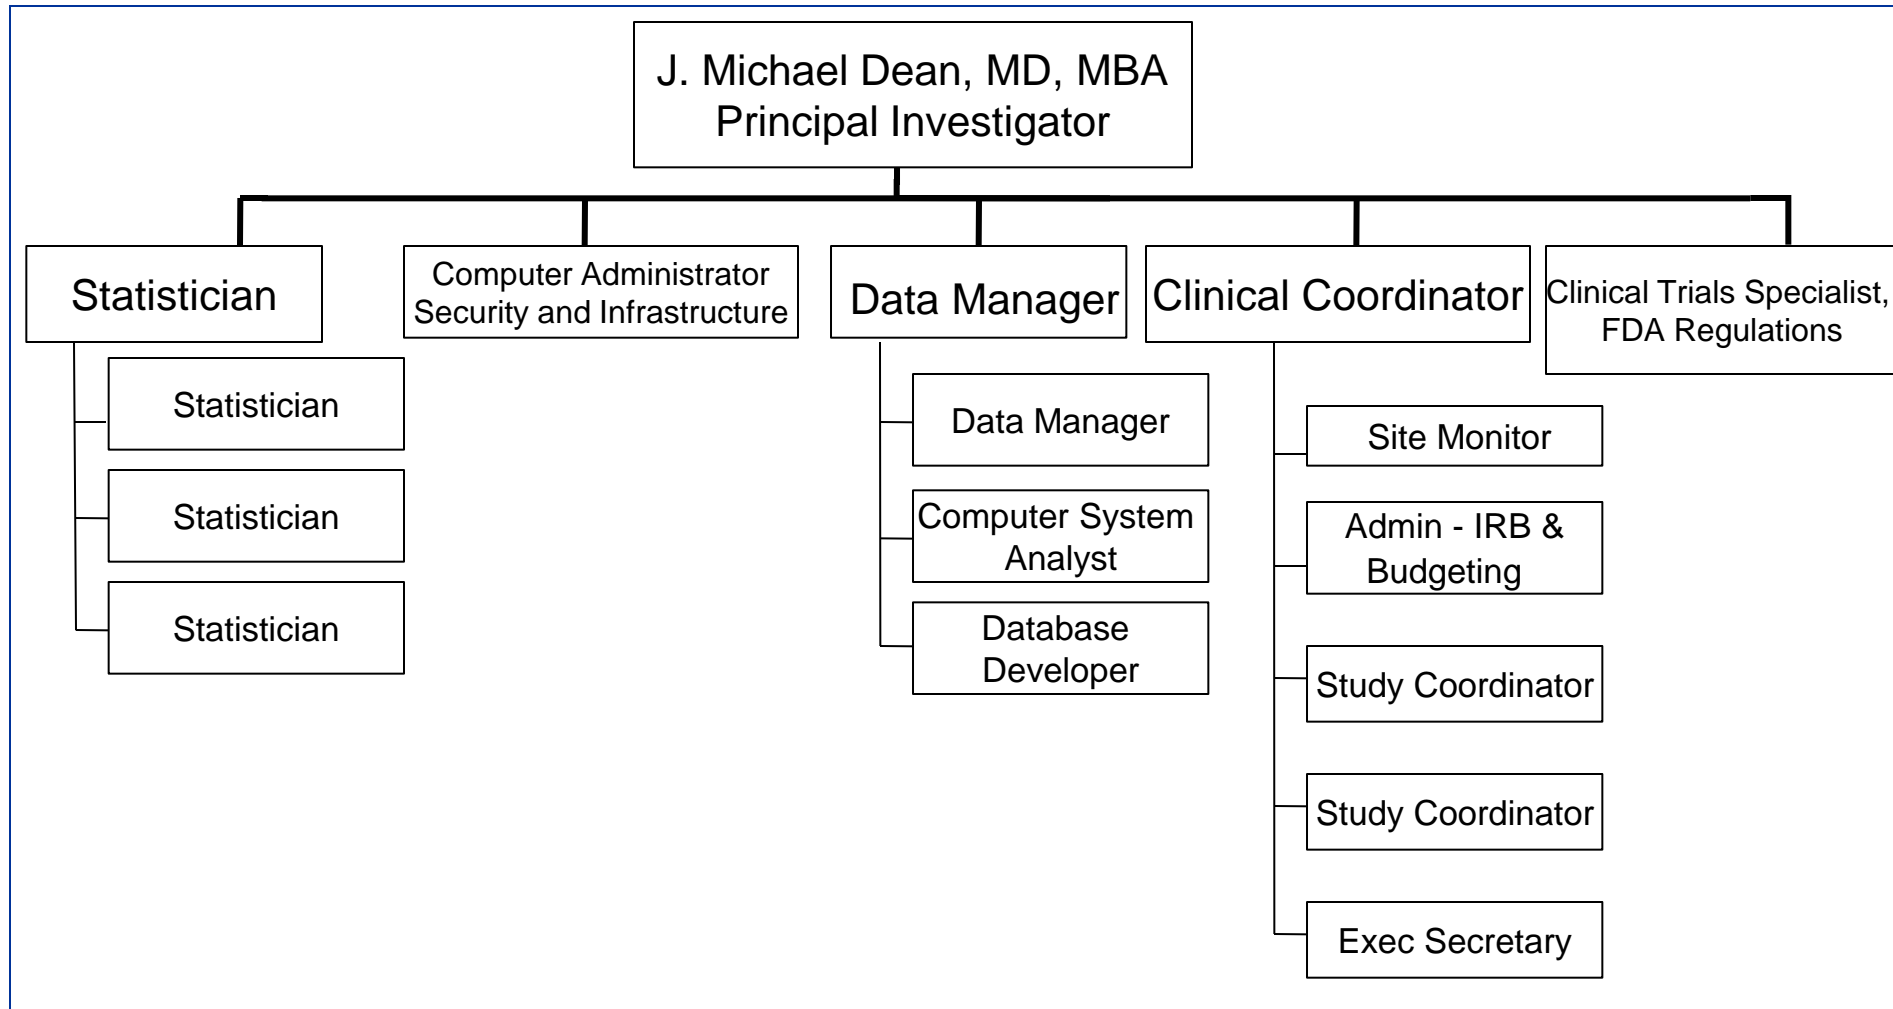 J. Michael Dean, MD, MBA
Principal Investigator
Statistician
Computer Administrator
Security and Infrastructure
Data Manager
Clinical Coordinator
Clinical Trials Specialist,
FDA Regulations
Statistician
Statistician
Statistician
Data Manager
Computer System
Analyst
Database
Developer
Site Monitor
Admin - IRB &
Budgeting
Study Coordinator
Study Coordinator
Exec Secretary